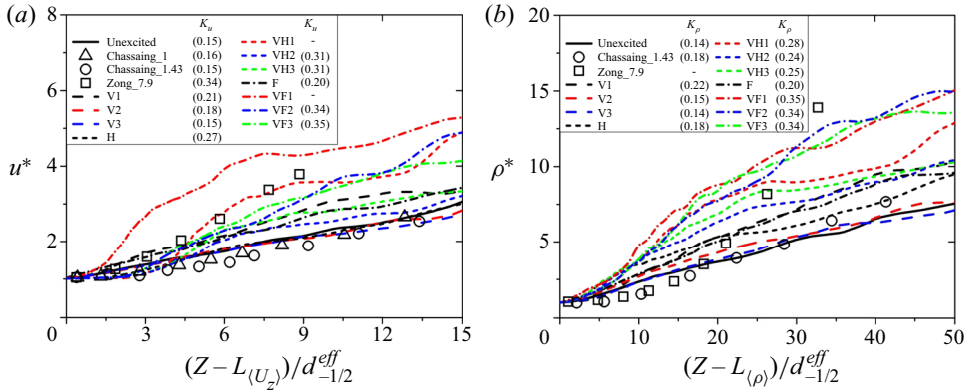 (a)
K_u K_u
Unexcited (0.15) VH1 -
Chassaing_1 (0.16) VH2 (0.31)
Chassaing_1.43 (0.15) VH3 (0.31)
Zong_7.9 (0.34) F (0.20)
V1 (0.21) VF1 -
V2 (0.18) VF2 (0.34)
V3 (0.15) VF3 (0.35)
H (0.27)
u*
8
6
4
2
0
0 3 6 9 12 15
(Z – L_{⟨U_z⟩})/d^{eff}_{–1/2}
(b)
K_ρ K_ρ
Unexcited (0.14) VH1 (0.28)
Chassaing_1.43 (0.18) VH2 (0.24)
Zong_7.9 - VH3 (0.25)
V1 (0.22) F (0.20)
V2 (0.15) VF1 (0.35)
V3 (0.14) VF2 (0.34)
H (0.18) VF3 (0.34)
ρ*
20
15
10
5
0
0 10 20 30 40 50
(Z – L_{⟨ρ⟩})/d^{eff}_{–1/2}